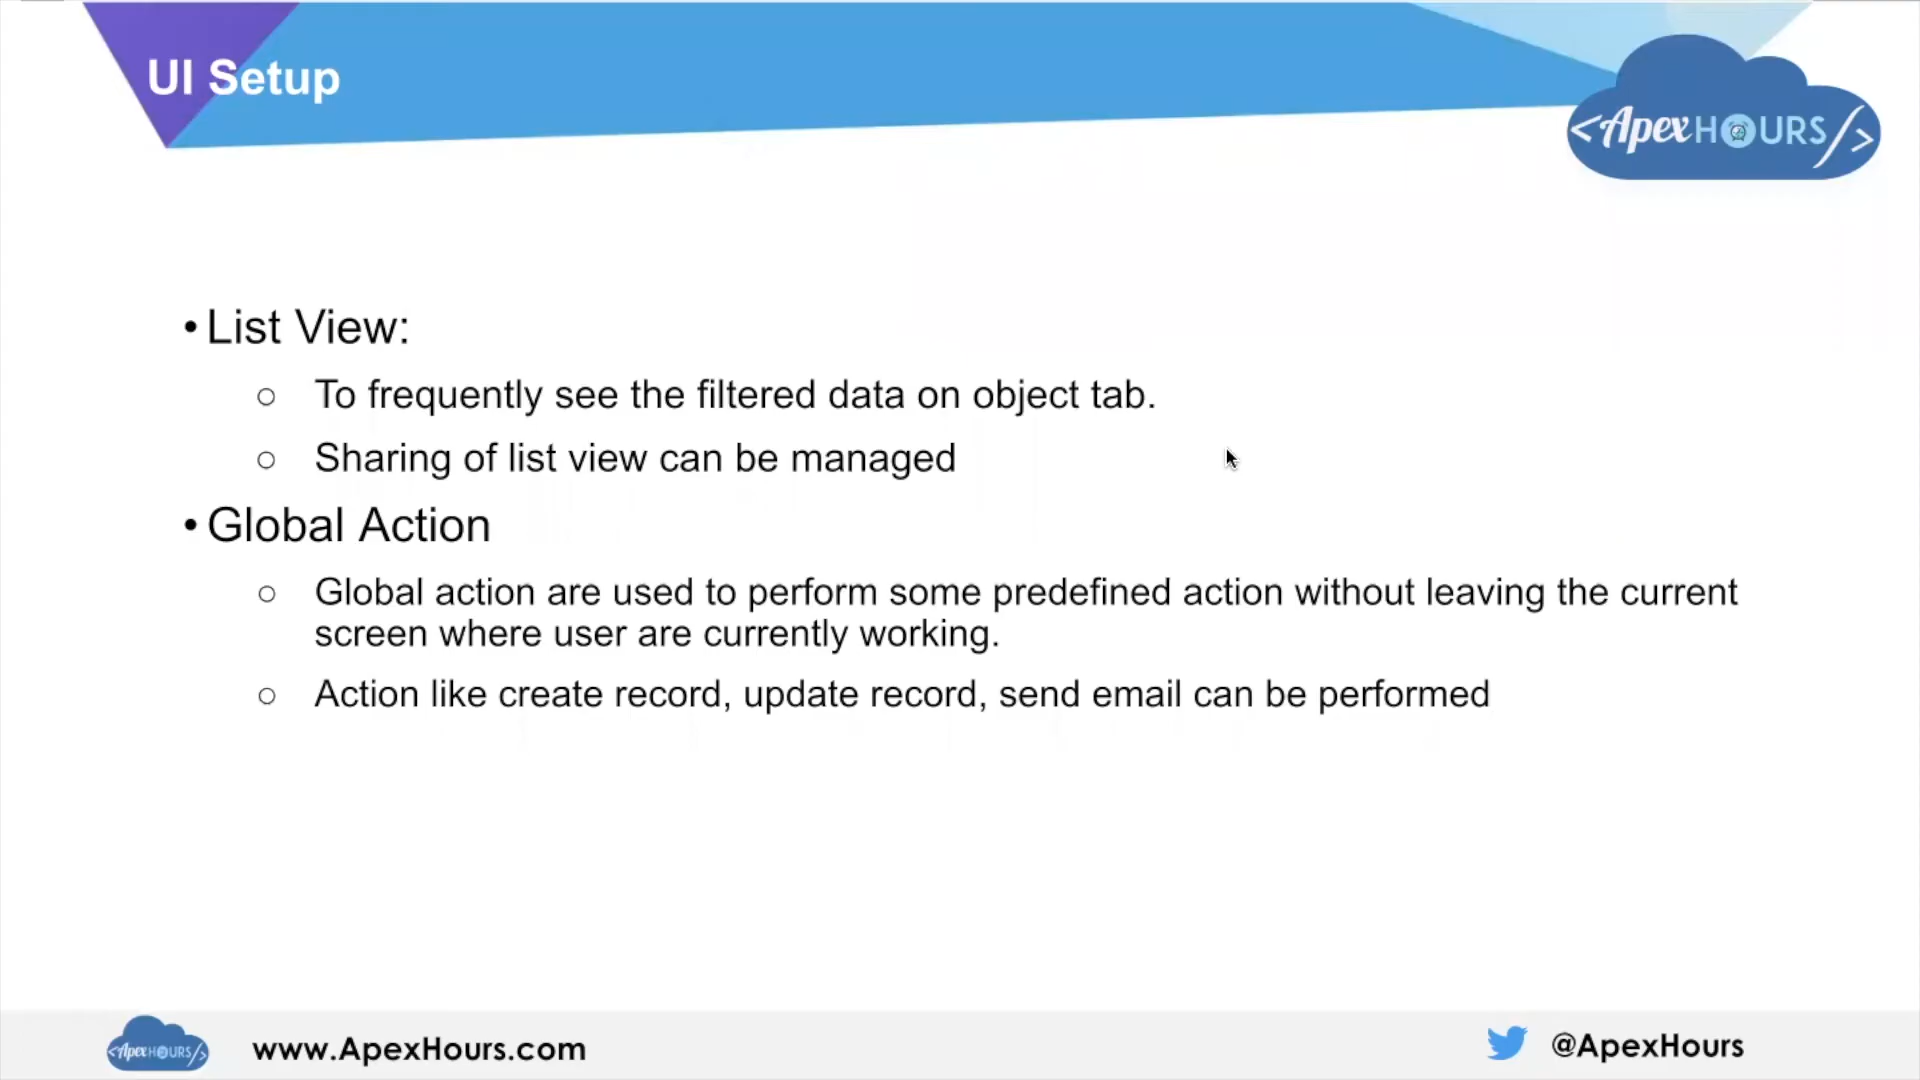 UI Setup
<ApexHOURS/>
• List View:
○ To frequently see the filtered data on object tab.
○ Sharing of list view can be managed
• Global Action
○ Global action are used to perform some predefined action without leaving the current
screen where user are currently working.
○ Action like create record, update record, send email can be performed
<ApexHOURS/>
www.ApexHours.com
@ApexHours